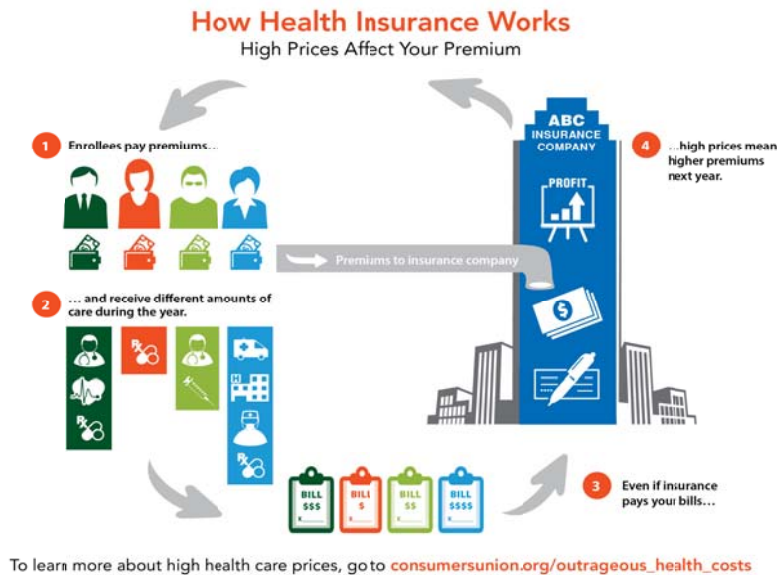 How Health Insurance Works
High Prices Affect Your Premium
1
Enrollees pay premiums...
ABC
INSURANCE
COMPANY
PROFIT
4
...high prices mean
higher premiums
next year.
Premiums to insurance company
$
2
... and receive different amounts of
care during the year.
Rx
Rx
H
Rx
BILL
$$$
BILL
$
BILL
$$
BILL
$$$$
3
Even if insurance
pays your bills...
To learn more about high health care prices, go to consumersunion.org/outrageous_health_costs